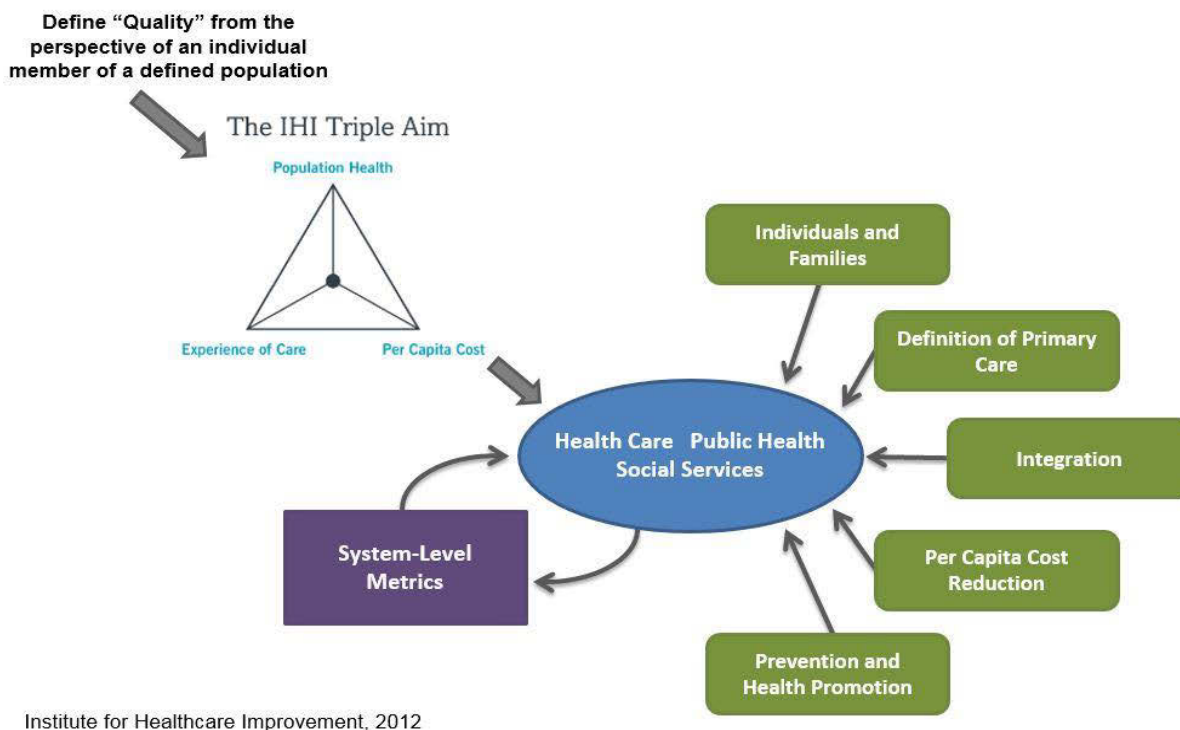 Define “Quality” from the
perspective of an individual
member of a defined population
The IHI Triple Aim
Population Health
Experience of Care
Per Capita Cost
Individuals and
Families
Definition of Primary
Care
Health Care   Public Health
Social Services
Integration
System-Level
Metrics
Per Capita Cost
Reduction
Prevention and
Health Promotion
Institute for Healthcare Improvement, 2012